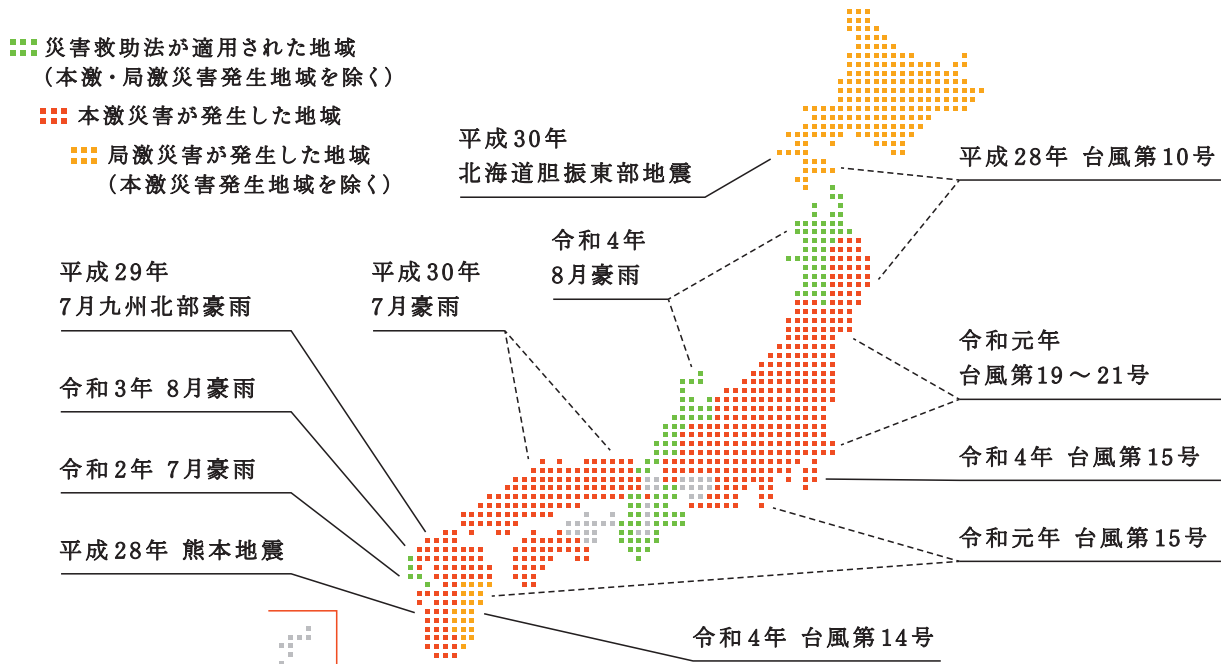 災害救助法が適用された地域
（本激・局激災害発生地域を除く）
本激災害が発生した地域
局激災害が発生した地域
（本激災害発生地域を除く）
平成30年
北海道胆振東部地震
平成28年 台風第10号
令和4年
8月豪雨
平成29年
7月九州北部豪雨
平成30年
7月豪雨
令和元年
台風第19～21号
令和3年 8月豪雨
令和4年 台風第15号
令和2年 7月豪雨
令和元年 台風第15号
平成28年 熊本地震
令和4年 台風第14号